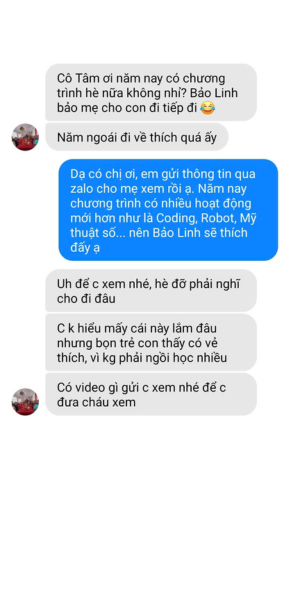 Cô Tâm ơi năm nay có chương
trình hè nữa không nhỉ? Bảo Linh
bảo mẹ cho con đi tiếp đi 😂
Năm ngoái đi về thích quá ấy
Dạ có chị ơi, em gửi thông tin qua
zalo cho mẹ xem rồi ạ. Năm nay
chương trình có nhiều hoạt động
mới hơn như là Coding, Robot, Mỹ
thuật số... nên Bảo Linh sẽ thích
đấy ạ
Uh để c xem nhé, hè đỡ phải nghĩ
cho đi đâu
C k hiểu mấy cái này lắm đâu
nhưng bọn trẻ con thấy có vẻ
thích, vì kg phải ngồi học nhiều
Có video gì gửi c xem nhé để c
đưa cháu xem